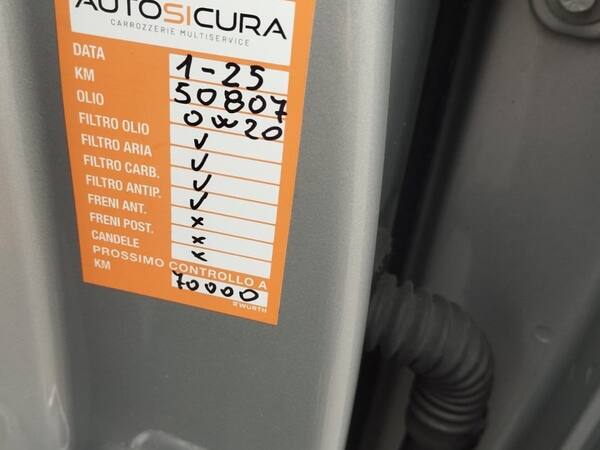 AUTOSICURA
CARROZZERIE MULTISERVICE
DATA 1-25
KM 50807
OLIO 0w20
FILTRO OLIO ✓
FILTRO ARIA ✓
FILTRO CARB. ✓
FILTRO ANTIP. ✓
FRENI ANT. x
FRENI POST. x
CANDELE x
PROSSIMO CONTROLLO A
KM 70000
WÜRTH